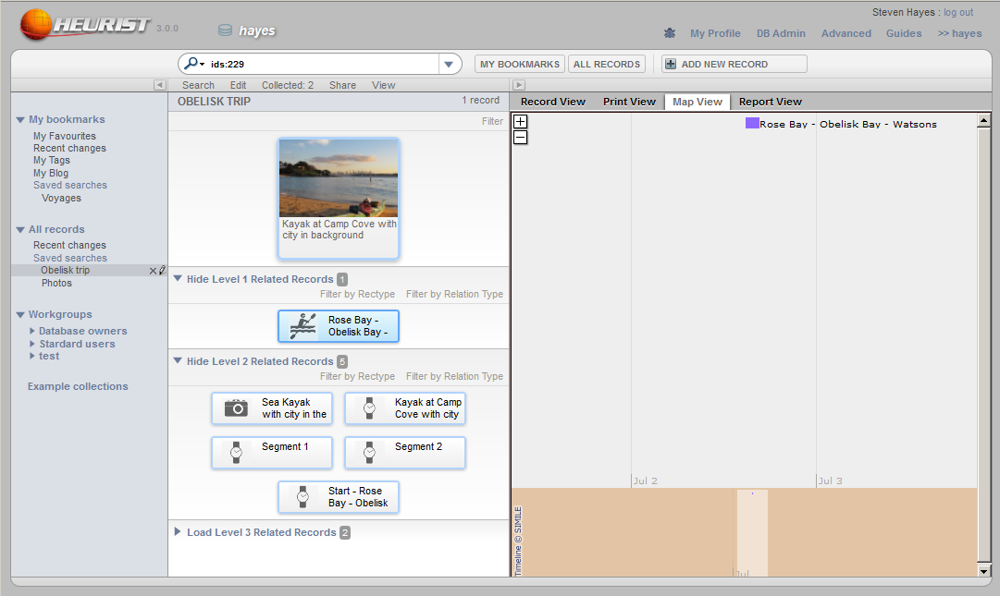 Steven Hayes : log out
HEURIST 3.0.0
hayes
My Profile DB Admin Advanced Guides >> hayes
ids:229
MY BOOKMARKS ALL RECORDS ADD NEW RECORD
Search Edit Collected: 2 Share View
My bookmarks
My Favourites
Recent changes
My Tags
My Blog
Saved searches
Voyages
All records
Recent changes
Saved searches
Obelisk trip
Photos
Workgroups
Database owners
Stardard users
test
Example collections
OBELISK TRIP 1 record
Filter
Kayak at Camp Cove with
city in background
Hide Level 1 Related Records 1
Filter by Rectype Filter by Relation Type
Rose Bay -
Obelisk Bay -
Hide Level 2 Related Records 5
Filter by Rectype Filter by Relation Type
Sea Kayak
with city in the
Kayak at Camp
Cove with city
Segment 1
Segment 2
Start - Rose
Bay - Obelisk
Load Level 3 Related Records 2
Record View Print View Map View Report View
Rose Bay - Obelisk Bay - Watsons
Jul 2 Jul 3
Timeline © SIMILE
Jul